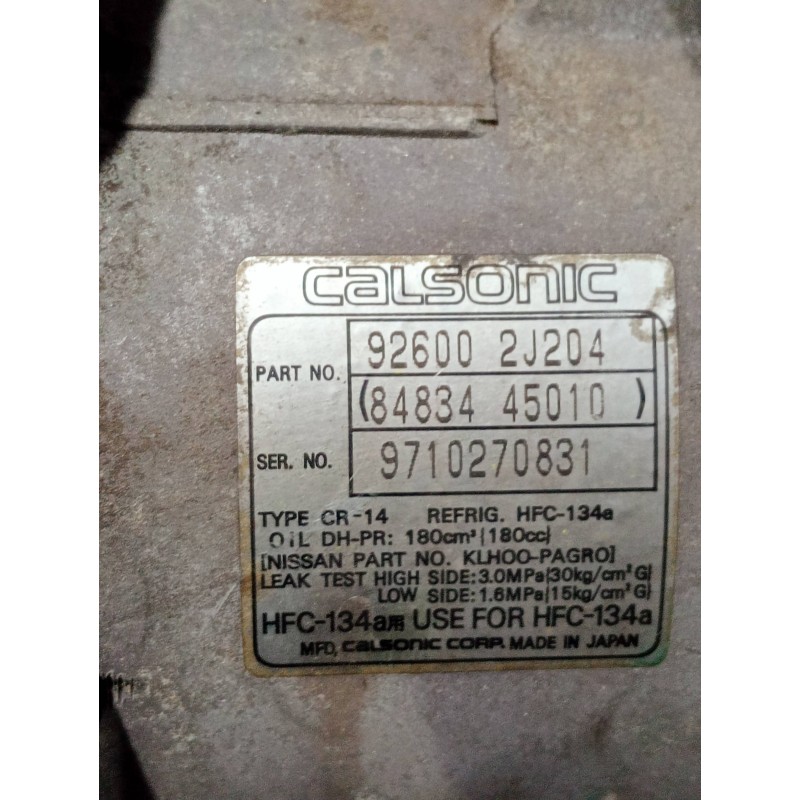 CALSONIC
PART NO. 92600 2J204
(84834 45010 )
SER. NO. 9710270831
TYPE CR-14 REFRIG. HFC-134a
OIL DH-PR: 180cm³(180cc)
[NISSAN PART NO. KLHOO-PAGRO]
LEAK TEST HIGH SIDE:3.0MPa(30kg/cm²G)
LOW SIDE:1.6MPa(15kg/cm²G)
HFC-134a用 USE FOR HFC-134a
MFD, CALSONIC CORP. MADE IN JAPAN